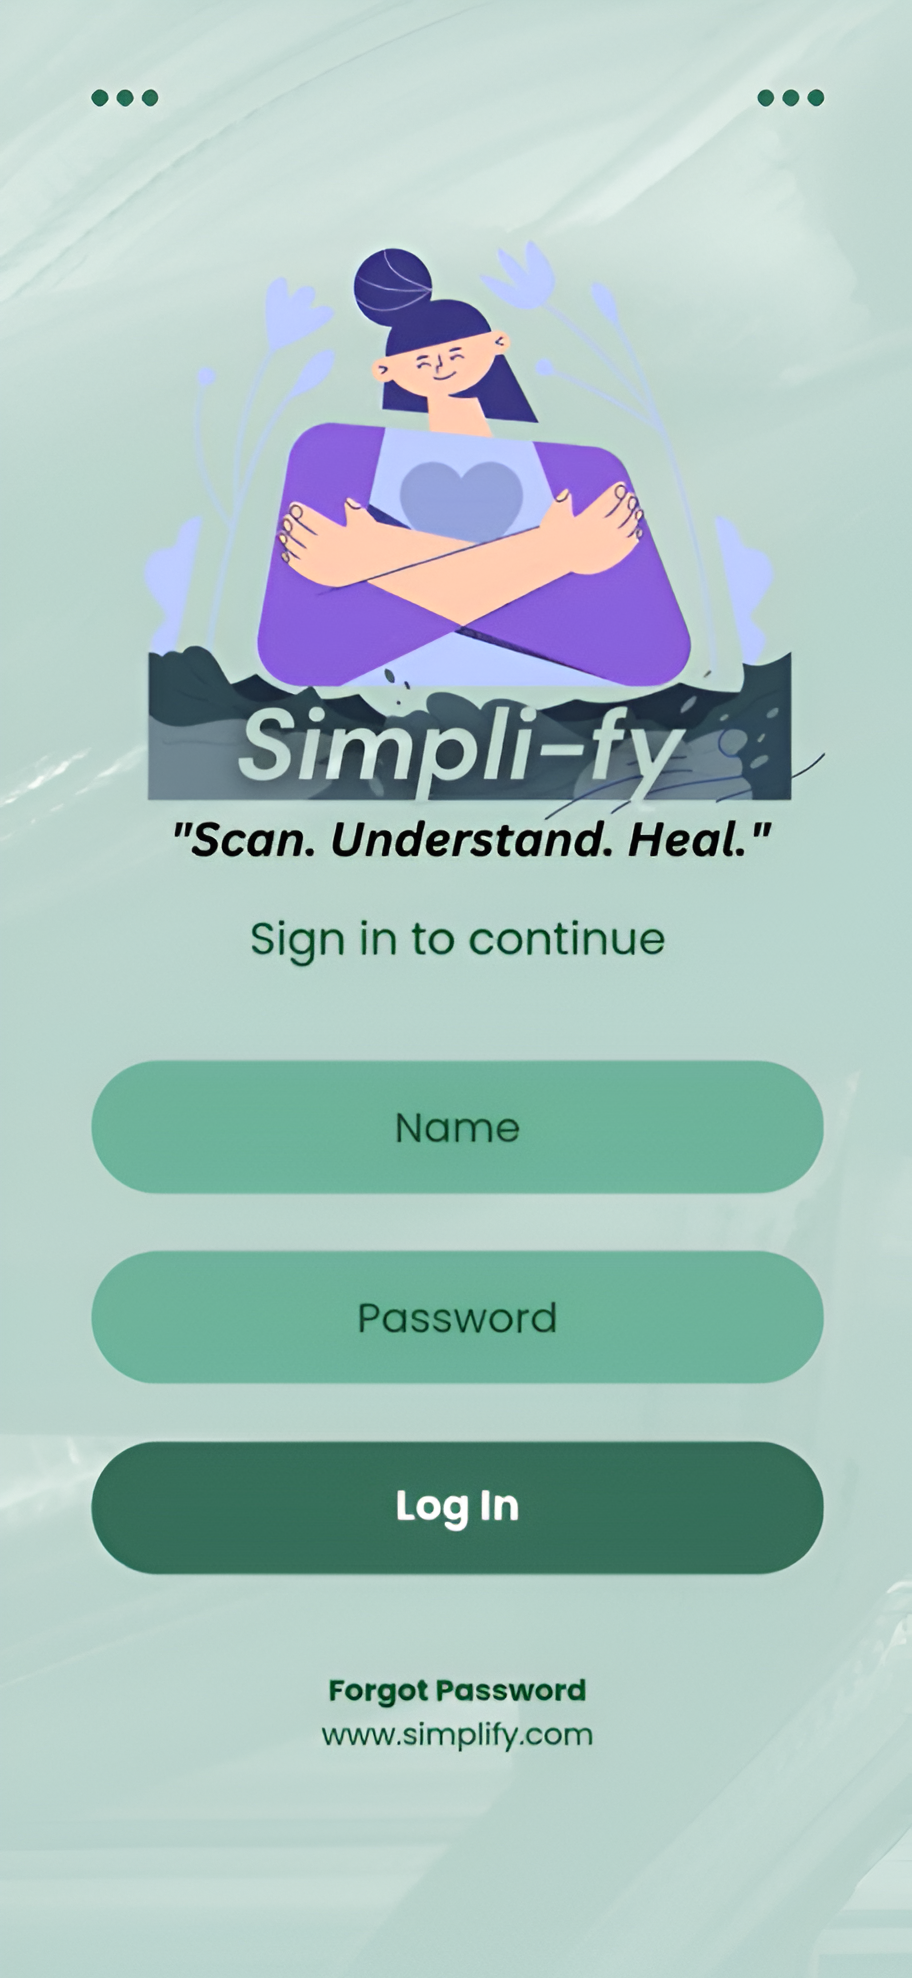 Simpli-fy
"Scan. Understand. Heal."
Sign in to continue
Name
Password
Log In
Forgot Password
www.simplify.com